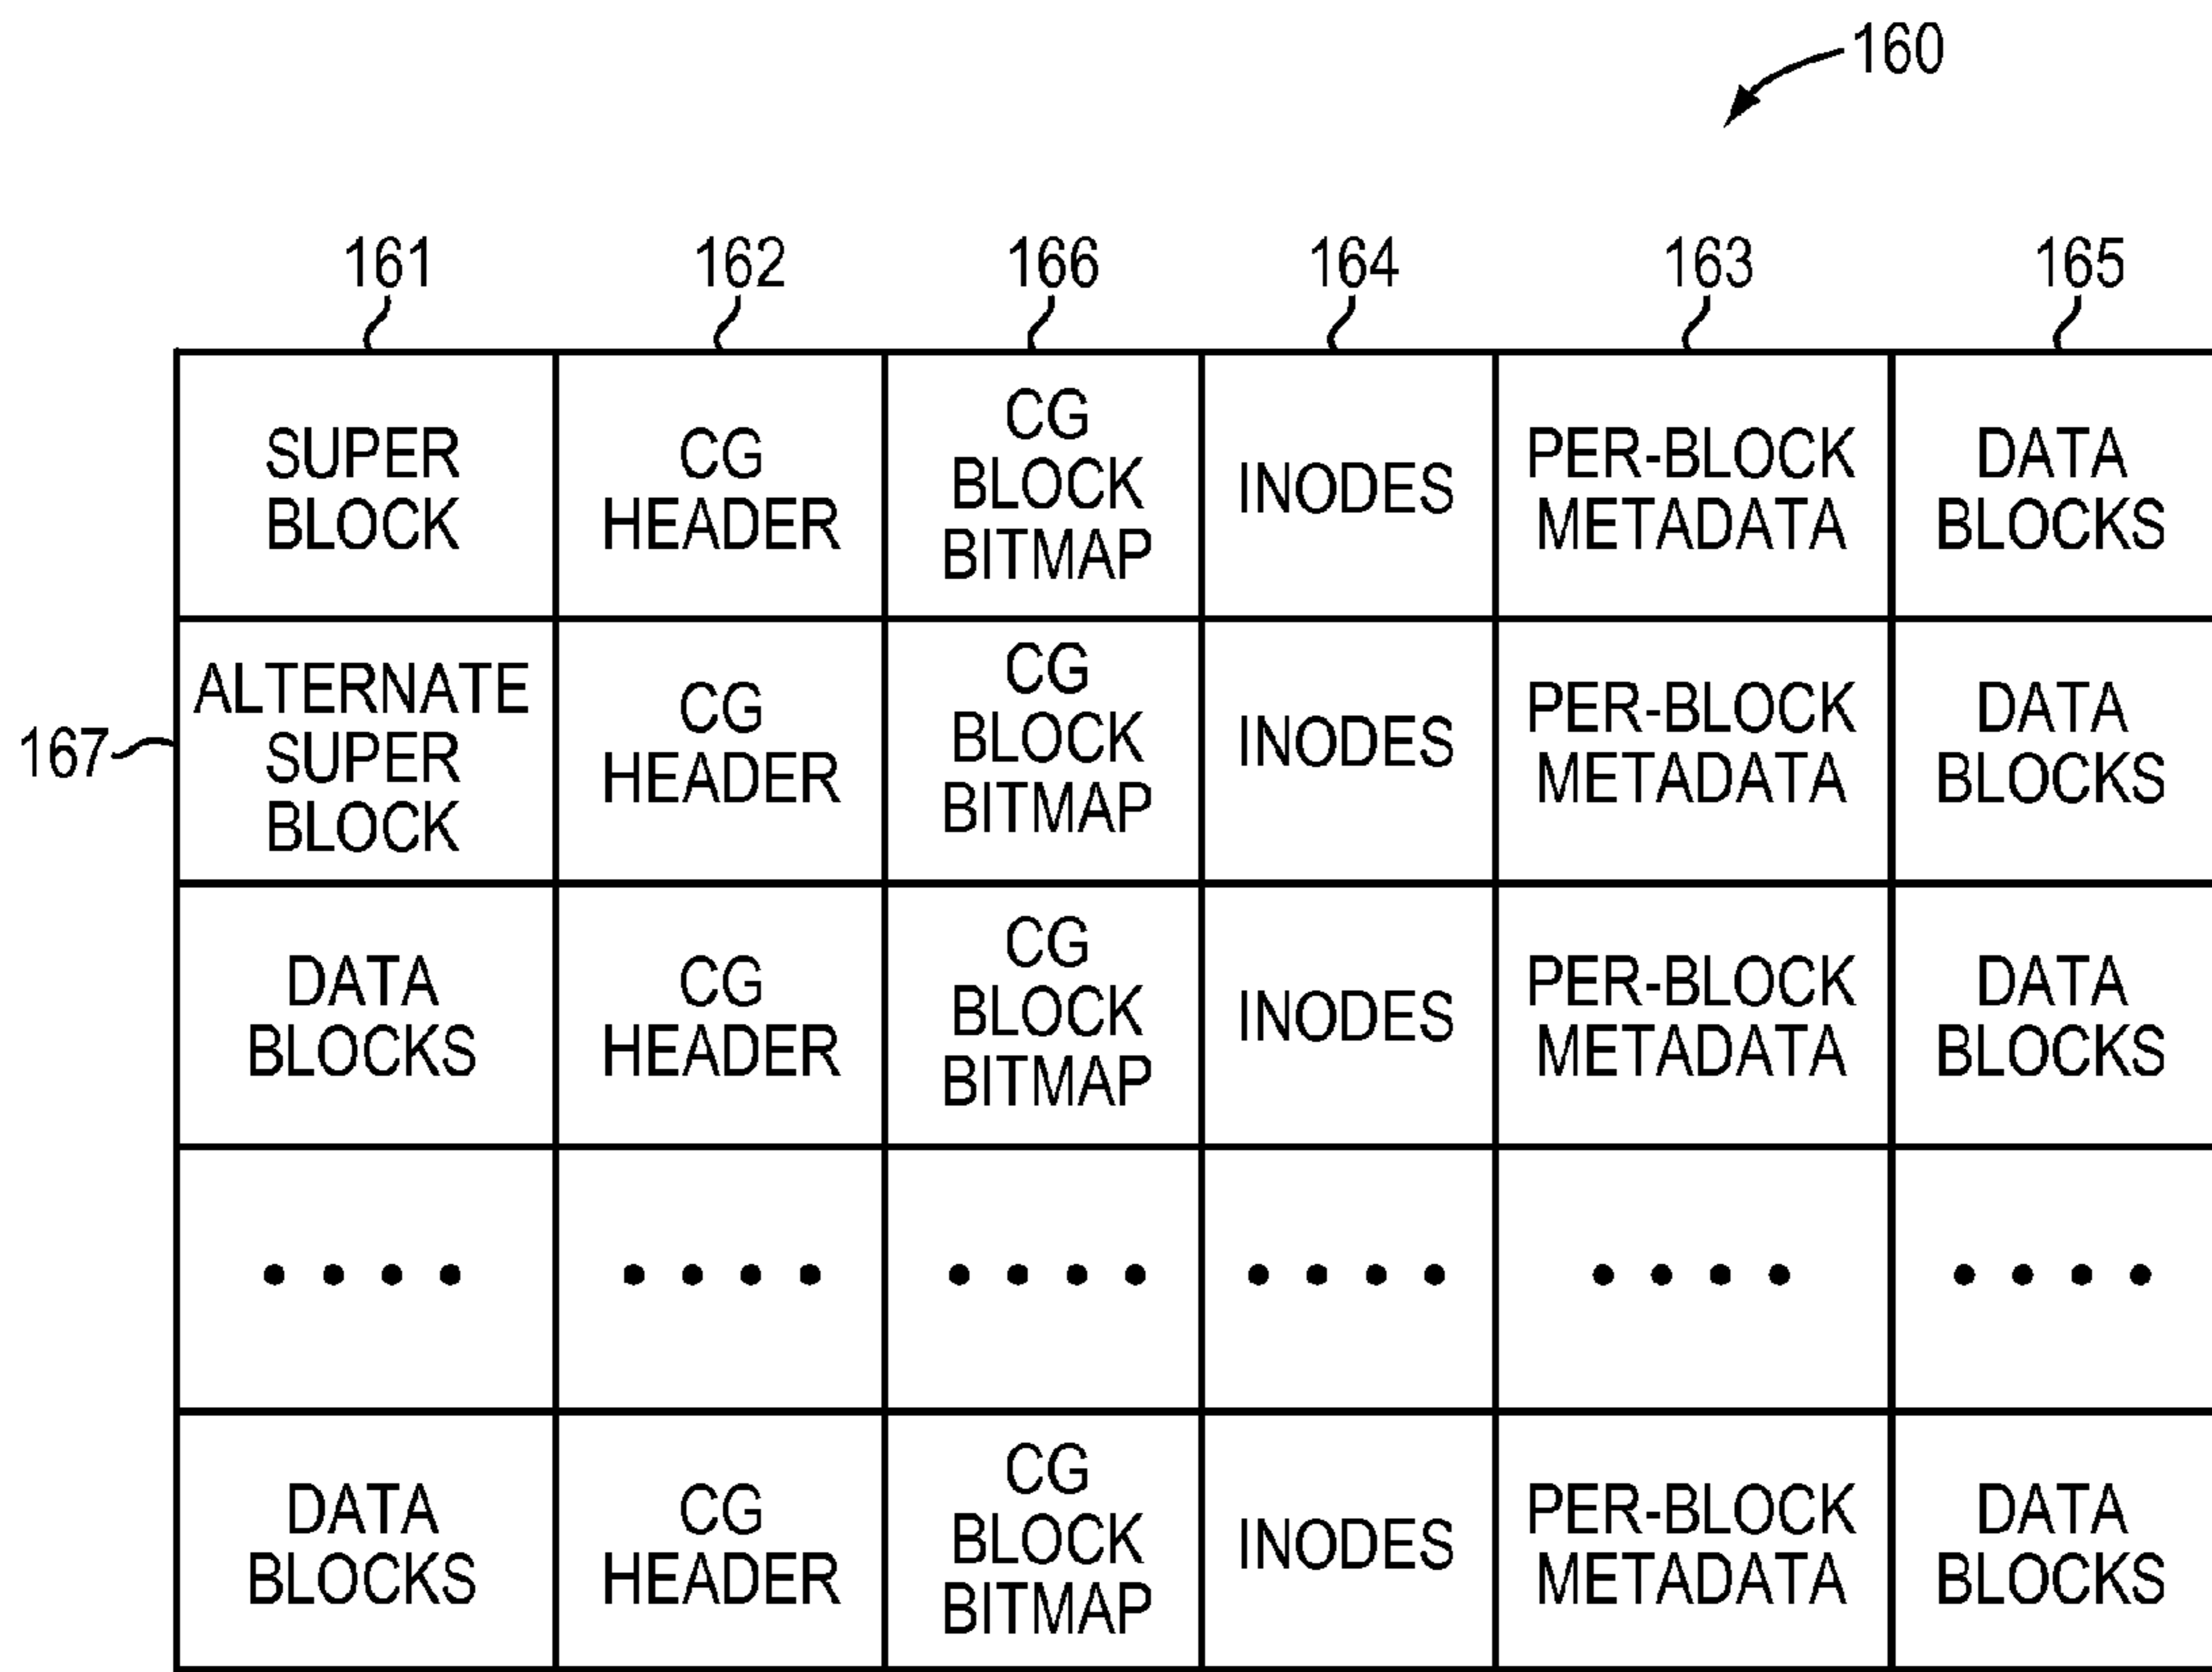 160
161 162 166 164 163 165
SUPER
BLOCK
CG
HEADER
CG
BLOCK
BITMAP
INODES
PER-BLOCK
METADATA
DATA
BLOCKS
167
ALTERNATE
SUPER
BLOCK
CG
HEADER
CG
BLOCK
BITMAP
INODES
PER-BLOCK
METADATA
DATA
BLOCKS
DATA
BLOCKS
CG
HEADER
CG
BLOCK
BITMAP
INODES
PER-BLOCK
METADATA
DATA
BLOCKS
• • • • • • • • • • • • • • • • • • • • • • • •
DATA
BLOCKS
CG
HEADER
CG
BLOCK
BITMAP
INODES
PER-BLOCK
METADATA
DATA
BLOCKS